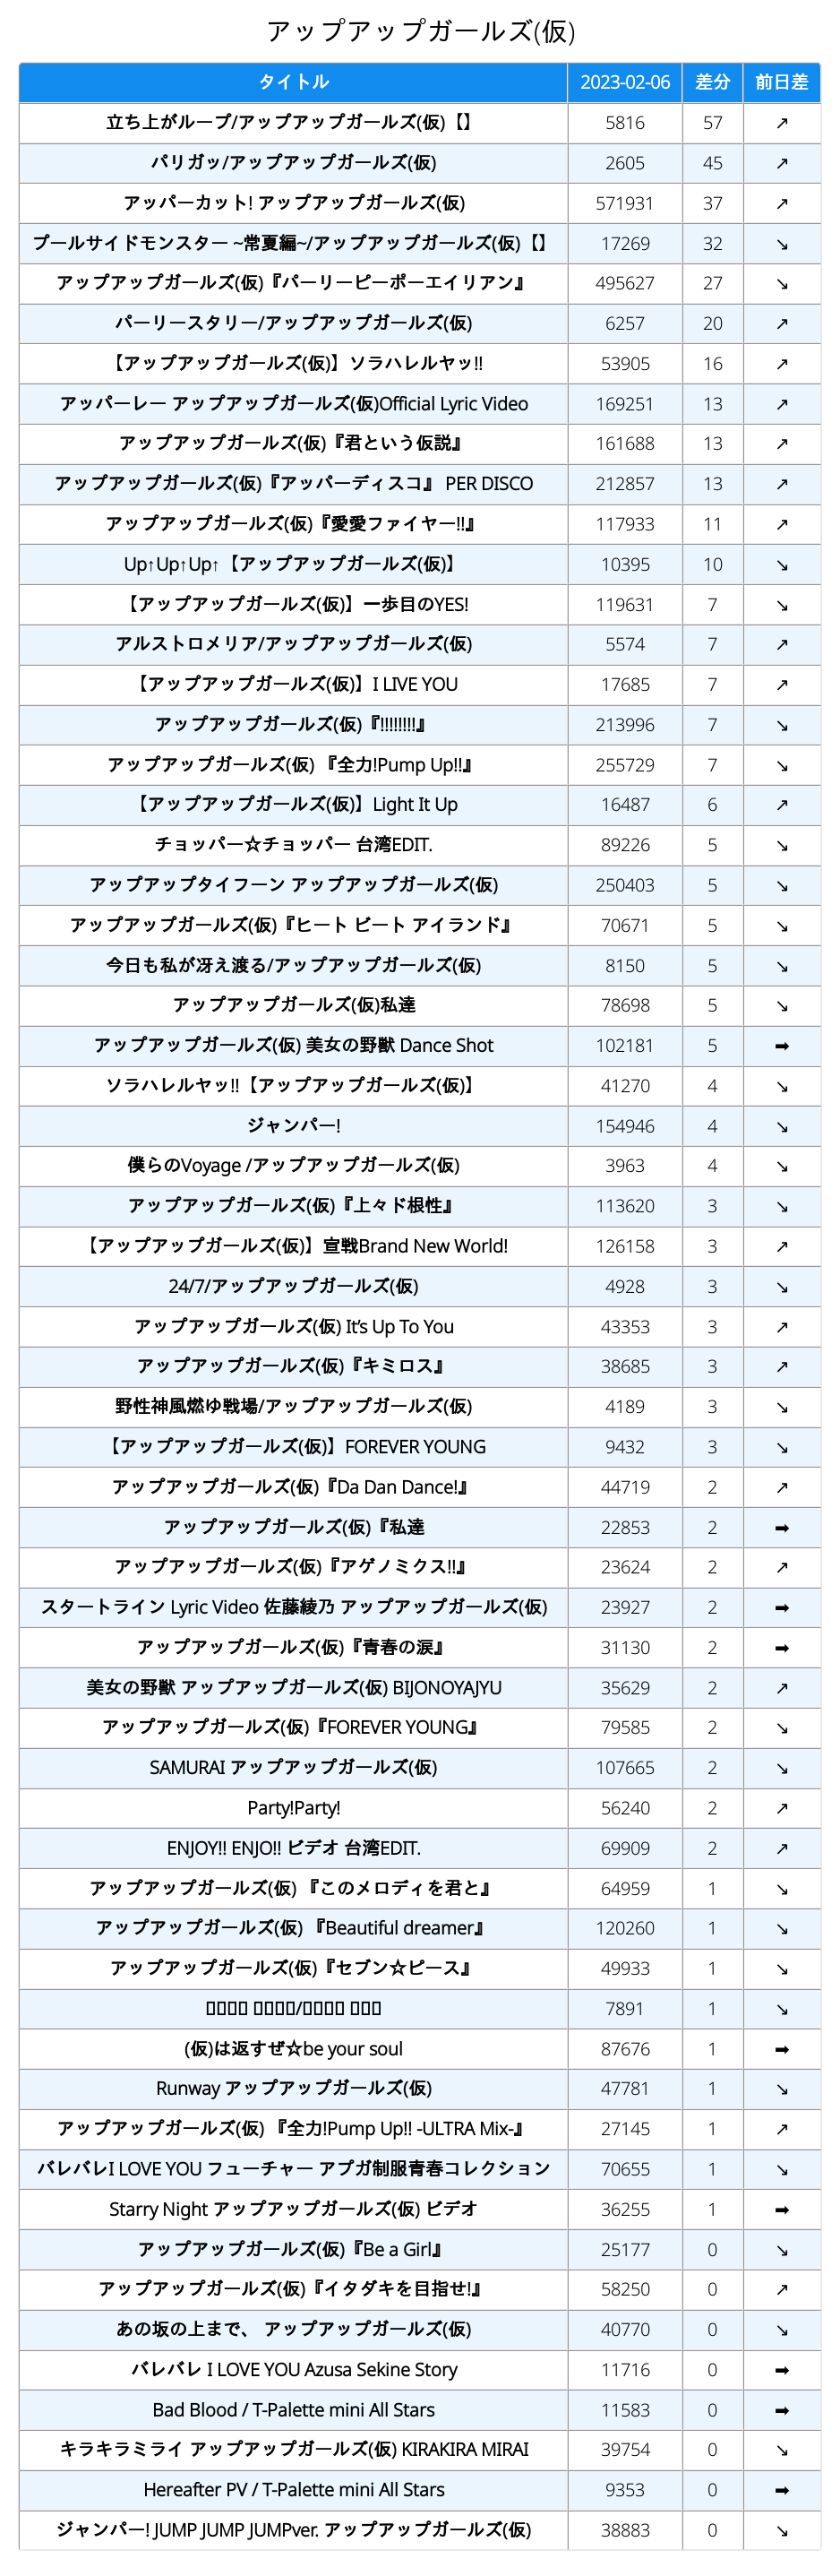 アップアップガールズ(仮)
タイトル 2023-02-06 差分 前日差
立ち上がループ/アップアップガールズ(仮)【】 5816 57 ↗
パリガッ/アップアップガールズ(仮) 2605 45 ↗
アッパーカット! アップアップガールズ(仮) 571931 37 ↗
プールサイドモンスター ~常夏編~/アップアップガールズ(仮)【】 17269 32 ↘
アップアップガールズ(仮)『パーリーピーポーエイリアン』 495627 27 ↘
パーリースタリー/アップアップガールズ(仮) 6257 20 ↗
【アップアップガールズ(仮)】ソラハレルヤッ!! 53905 16 ↗
アッパーレー アップアップガールズ(仮)Official Lyric Video 169251 13 ↗
アップアップガールズ(仮)『君という仮説』 161688 13 ↗
アップアップガールズ(仮)『アッパーディスコ』 PER DISCO 212857 13 ↗
アップアップガールズ(仮)『愛愛ファイヤー!!』 117933 11 ↗
Up↑Up↑Up↑【アップアップガールズ(仮)】 10395 10 ↘
【アップアップガールズ(仮)】一歩目のYES! 119631 7 ↘
アルストロメリア/アップアップガールズ(仮) 5574 7 ↗
【アップアップガールズ(仮)】I LIVE YOU 17685 7 ↗
アップアップガールズ(仮)『!!!!!!!!』 213996 7 ↘
アップアップガールズ(仮) 『全力!Pump Up!!』 255729 7 ↘
【アップアップガールズ(仮)】Light It Up 16487 6 ↗
チョッパー☆チョッパー 台湾EDIT. 89226 5 ↘
アップアップタイフーン アップアップガールズ(仮) 250403 5 ↘
アップアップガールズ(仮)『ヒート ビート アイランド』 70671 5 ↘
今日も私が冴え渡る/アップアップガールズ(仮) 8150 5 ↘
アップアップガールズ(仮)私達 78698 5 ↘
アップアップガールズ(仮) 美女の野獣 Dance Shot 102181 5 ➡
ソラハレルヤッ!!【アップアップガールズ(仮)】 41270 4 ↘
ジャンパー! 154946 4 ↘
僕らのVoyage /アップアップガールズ(仮) 3963 4 ↘
アップアップガールズ(仮)『上々ド根性』 113620 3 ↘
【アップアップガールズ(仮)】宣戦Brand New World! 126158 3 ↗
24/7/アップアップガールズ(仮) 4928 3 ↘
アップアップガールズ(仮) It's Up To You 43353 3 ↗
アップアップガールズ(仮)『キミロス』 38685 3 ↗
野性神風燃ゆ戦場/アップアップガールズ(仮) 4189 3 ↘
【アップアップガールズ(仮)】FOREVER YOUNG 9432 3 ↘
アップアップガールズ(仮)『Da Dan Dance!』 44719 2 ↗
アップアップガールズ(仮)『私達 22853 2 ➡
アップアップガールズ(仮)『アゲノミクス!!』 23624 2 ↗
スタートライン Lyric Video 佐藤綾乃 アップアップガールズ(仮) 23927 2 ➡
アップアップガールズ(仮)『青春の涙』 31130 2 ➡
美女の野獣 アップアップガールズ(仮) BIJONOYAJYU 35629 2 ↗
アップアップガールズ(仮)『FOREVER YOUNG』 79585 2 ↘
SAMURAI アップアップガールズ(仮) 107665 2 ↘
Party!Party! 56240 2 ↗
ENJOY!! ENJO!! ビデオ 台湾EDIT. 69909 2 ↗
アップアップガールズ(仮) 『このメロディを君と』 64959 1 ↘
アップアップガールズ(仮) 『Beautiful dreamer』 120260 1 ↘
アップアップガールズ(仮)『セブン☆ピース』 49933 1 ↘
▯▯▯▯ ▯▯▯▯/▯▯▯▯ ▯▯▯ 7891 1 ↘
(仮)は返すぜ☆be your soul 87676 1 ➡
Runway アップアップガールズ(仮) 47781 1 ↘
アップアップガールズ(仮) 『全力!Pump Up!! -ULTRA Mix-』 27145 1 ↗
バレバレI LOVE YOU フューチャー アプガ制服青春コレクション 70655 1 ↘
Starry Night アップアップガールズ(仮) ビデオ 36255 1 ➡
アップアップガールズ(仮)『Be a Girl』 25177 0 ↘
アップアップガールズ(仮)『イタダキを目指せ!』 58250 0 ↗
あの坂の上まで、 アップアップガールズ(仮) 40770 0 ↘
バレバレ I LOVE YOU Azusa Sekine Story 11716 0 ➡
Bad Blood / T-Palette mini All Stars 11583 0 ➡
キラキラミライ アップアップガールズ(仮) KIRAKIRA MIRAI 39754 0 ↘
Hereafter PV / T-Palette mini All Stars 9353 0 ➡
ジャンパー! JUMP JUMP JUMPver. アップアップガールズ(仮) 38883 0 ↘